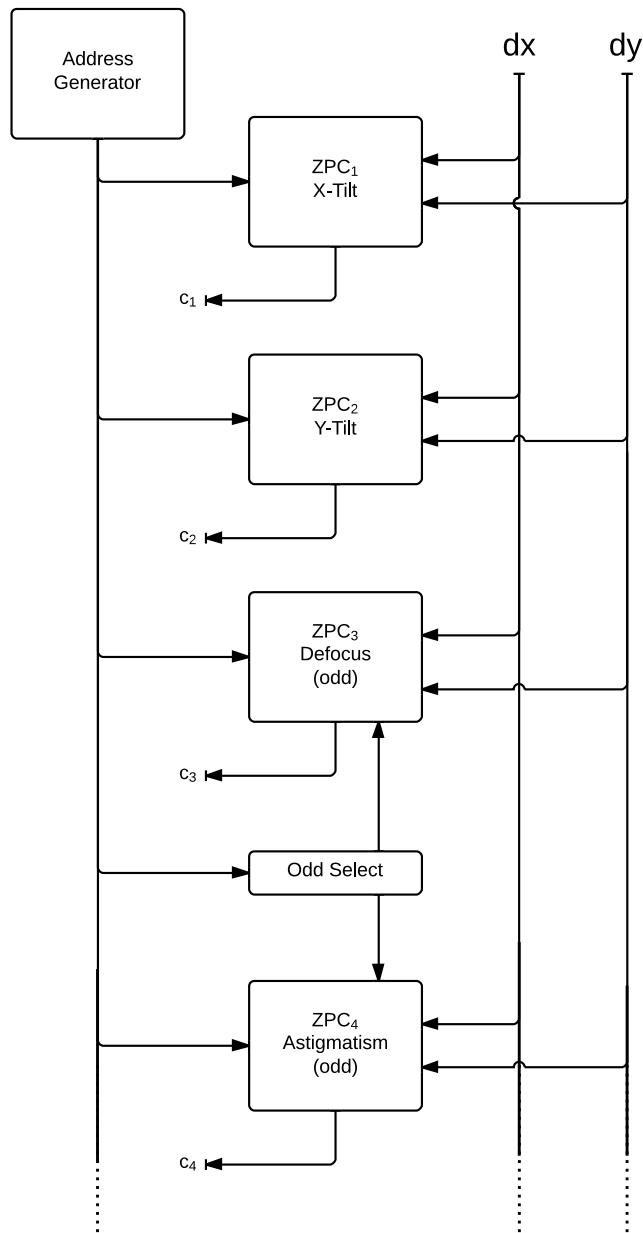 Address
Generator
dx
dy
ZPC₁
X-Tilt
c₁
ZPC₂
Y-Tilt
c₂
ZPC₃
Defocus
(odd)
c₃
Odd Select
ZPC₄
Astigmatism
(odd)
c₄